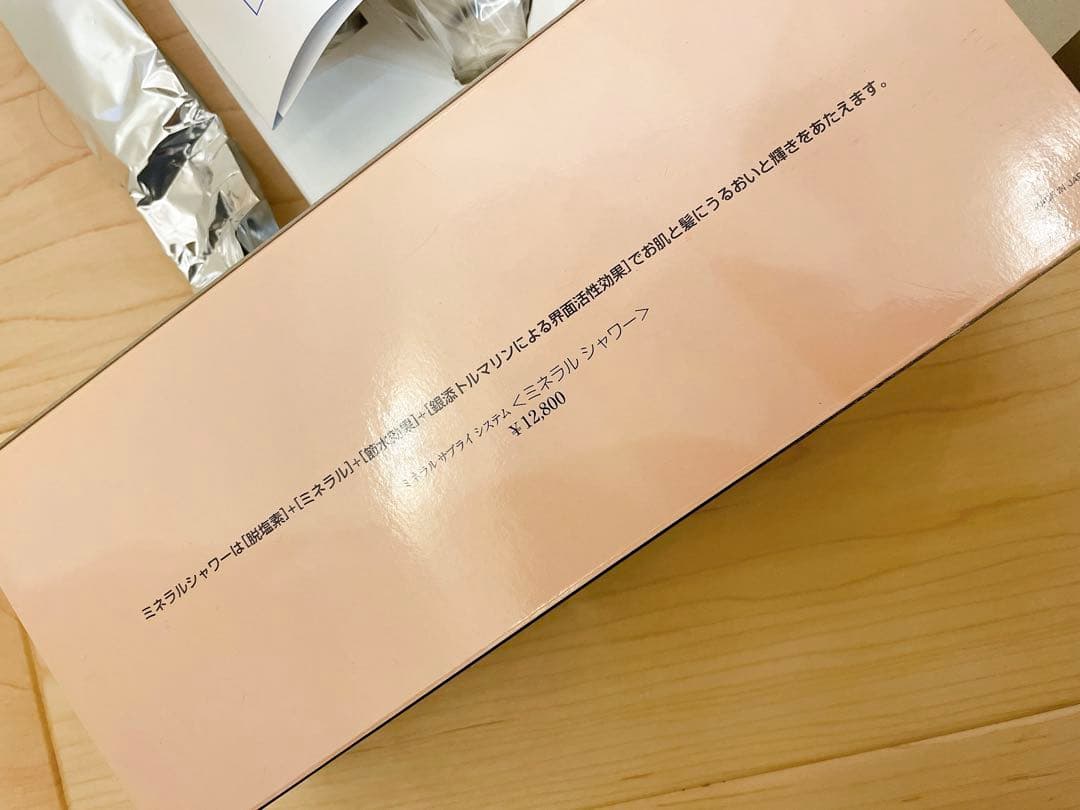 ミネラルシャワーは[脱塩素]+[ミネラル]+[節水効果]+[銀添トルマリンによる界面活性効果]でお肌と髪にうるおいと輝きをあたえます。
ミネラル サプライ システム＜ミネラル シャワー＞
¥12,800
MADE IN